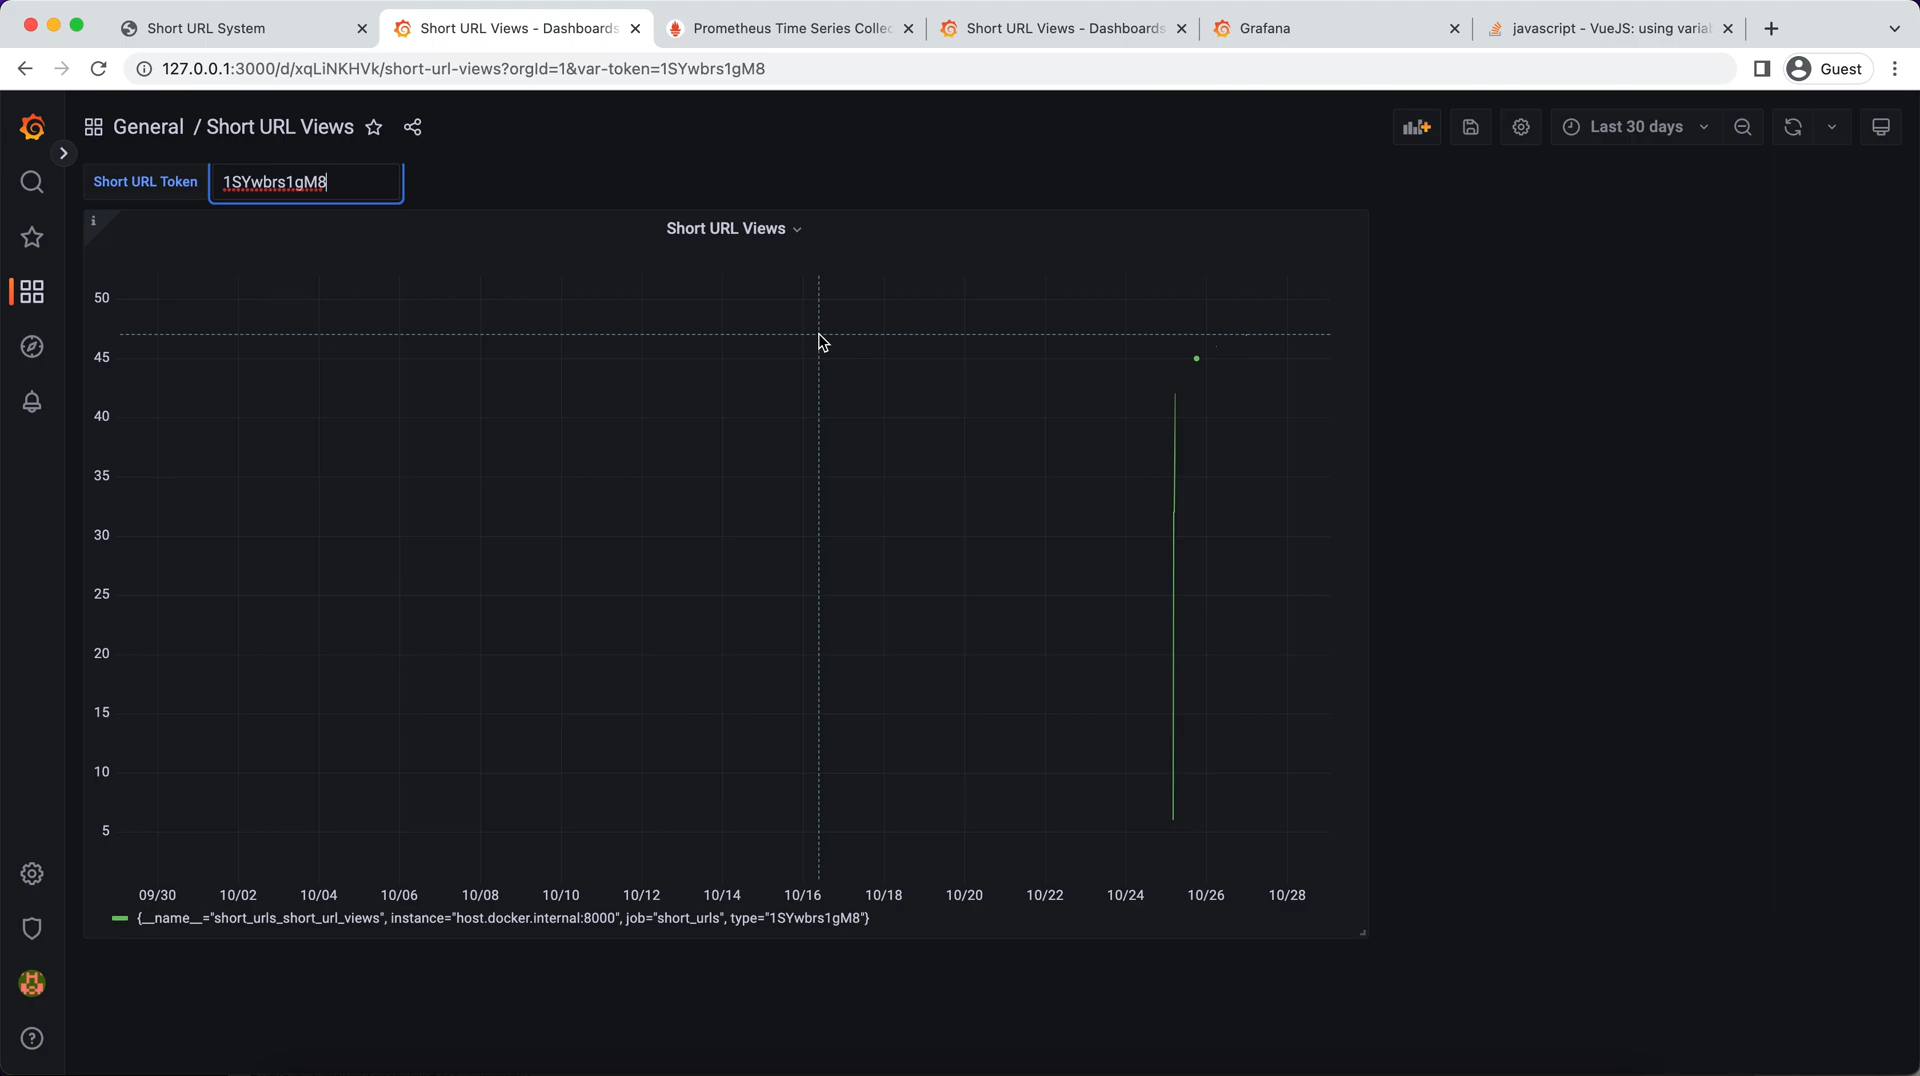 Short URL System
Short URL Views - Dashboards
Prometheus Time Series Collec
Short URL Views - Dashboards
Grafana
javascript - VueJS: using varia
127.0.0.1:3000/d/xqLiNKHVk/short-url-views?orgId=1&var-token=1SYwbrs1gM8
Guest
General / Short URL Views
Last 30 days
Short URL Token
1SYwbrs1gM8
i
Short URL Views
50
45
40
35
30
25
20
15
10
5
09/30 10/02 10/04 10/06 10/08 10/10 10/12 10/14 10/16 10/18 10/20 10/22 10/24 10/26 10/28
{__name__="short_urls_short_url_views", instance="host.docker.internal:8000", job="short_urls", type="1SYwbrs1gM8"}